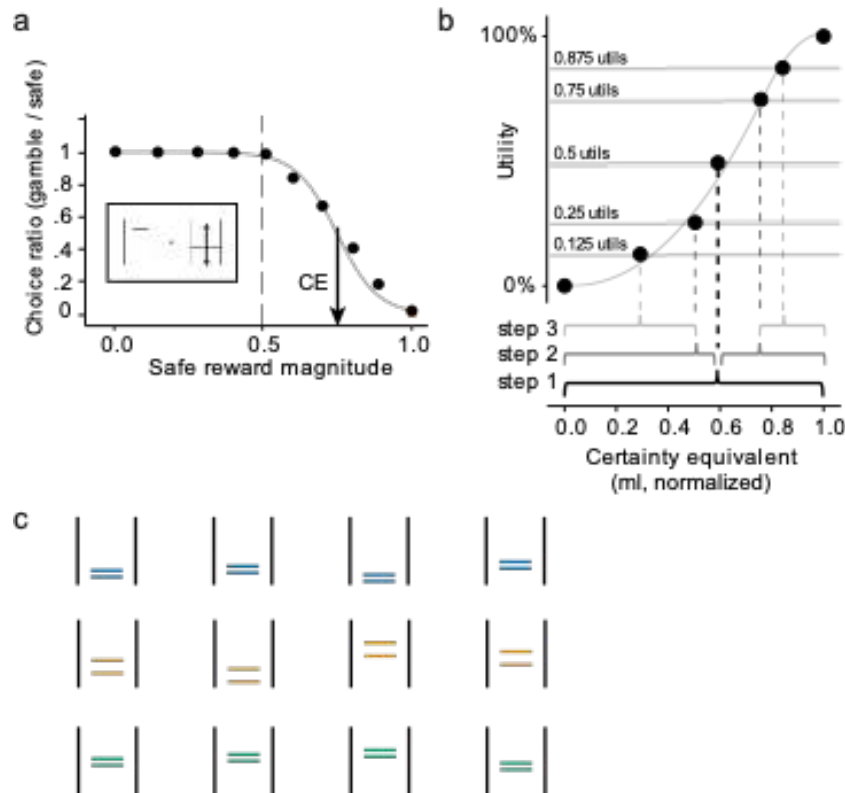 a
Choice ratio (gamble / safe)
1
.8
.6
.4
.2
0
CE
0.0
0.5
1.0
Safe reward magnitude
b
Utility
100%
0%
0.875 utils
0.75 utils
0.5 utils
0.25 utils
0.125 utils
step 3
step 2
step 1
0.0 0.2 0.4 0.6 0.8 1.0
Certainty equivalent
(ml, normalized)
c